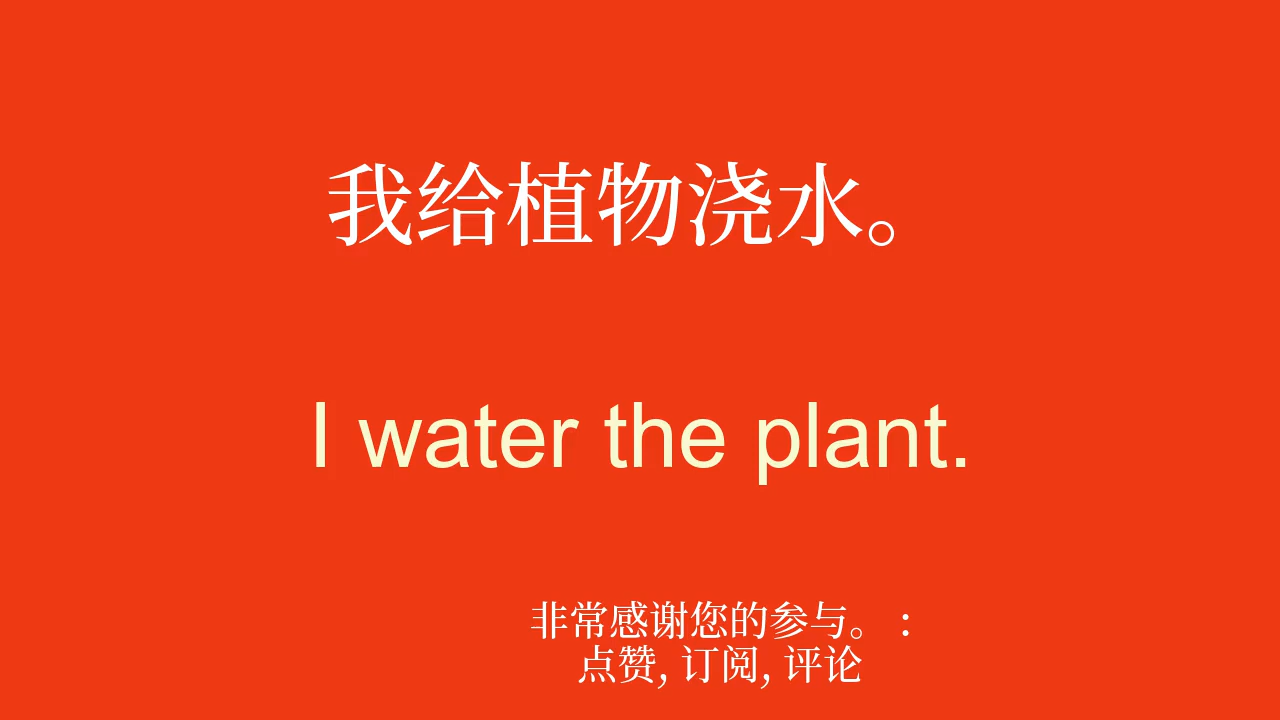 我给植物浇水。
I water the plant.
非常感谢您的参与。 :
点赞, 订阅, 评论